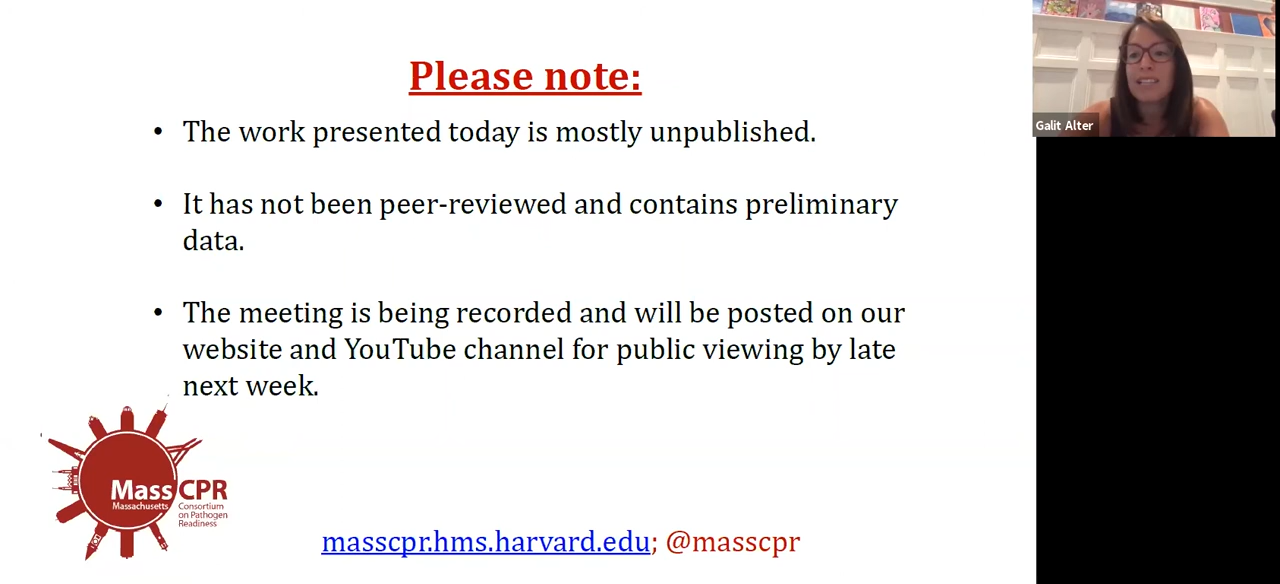 Please note:
• The work presented today is mostly unpublished.
• It has not been peer-reviewed and contains preliminary
data.
• The meeting is being recorded and will be posted on our
website and YouTube channel for public viewing by late
next week.
MassCPR
Massachusetts Consortium
on Pathogen
Readiness
masscpr.hms.harvard.edu; @masscpr
Galit Alter